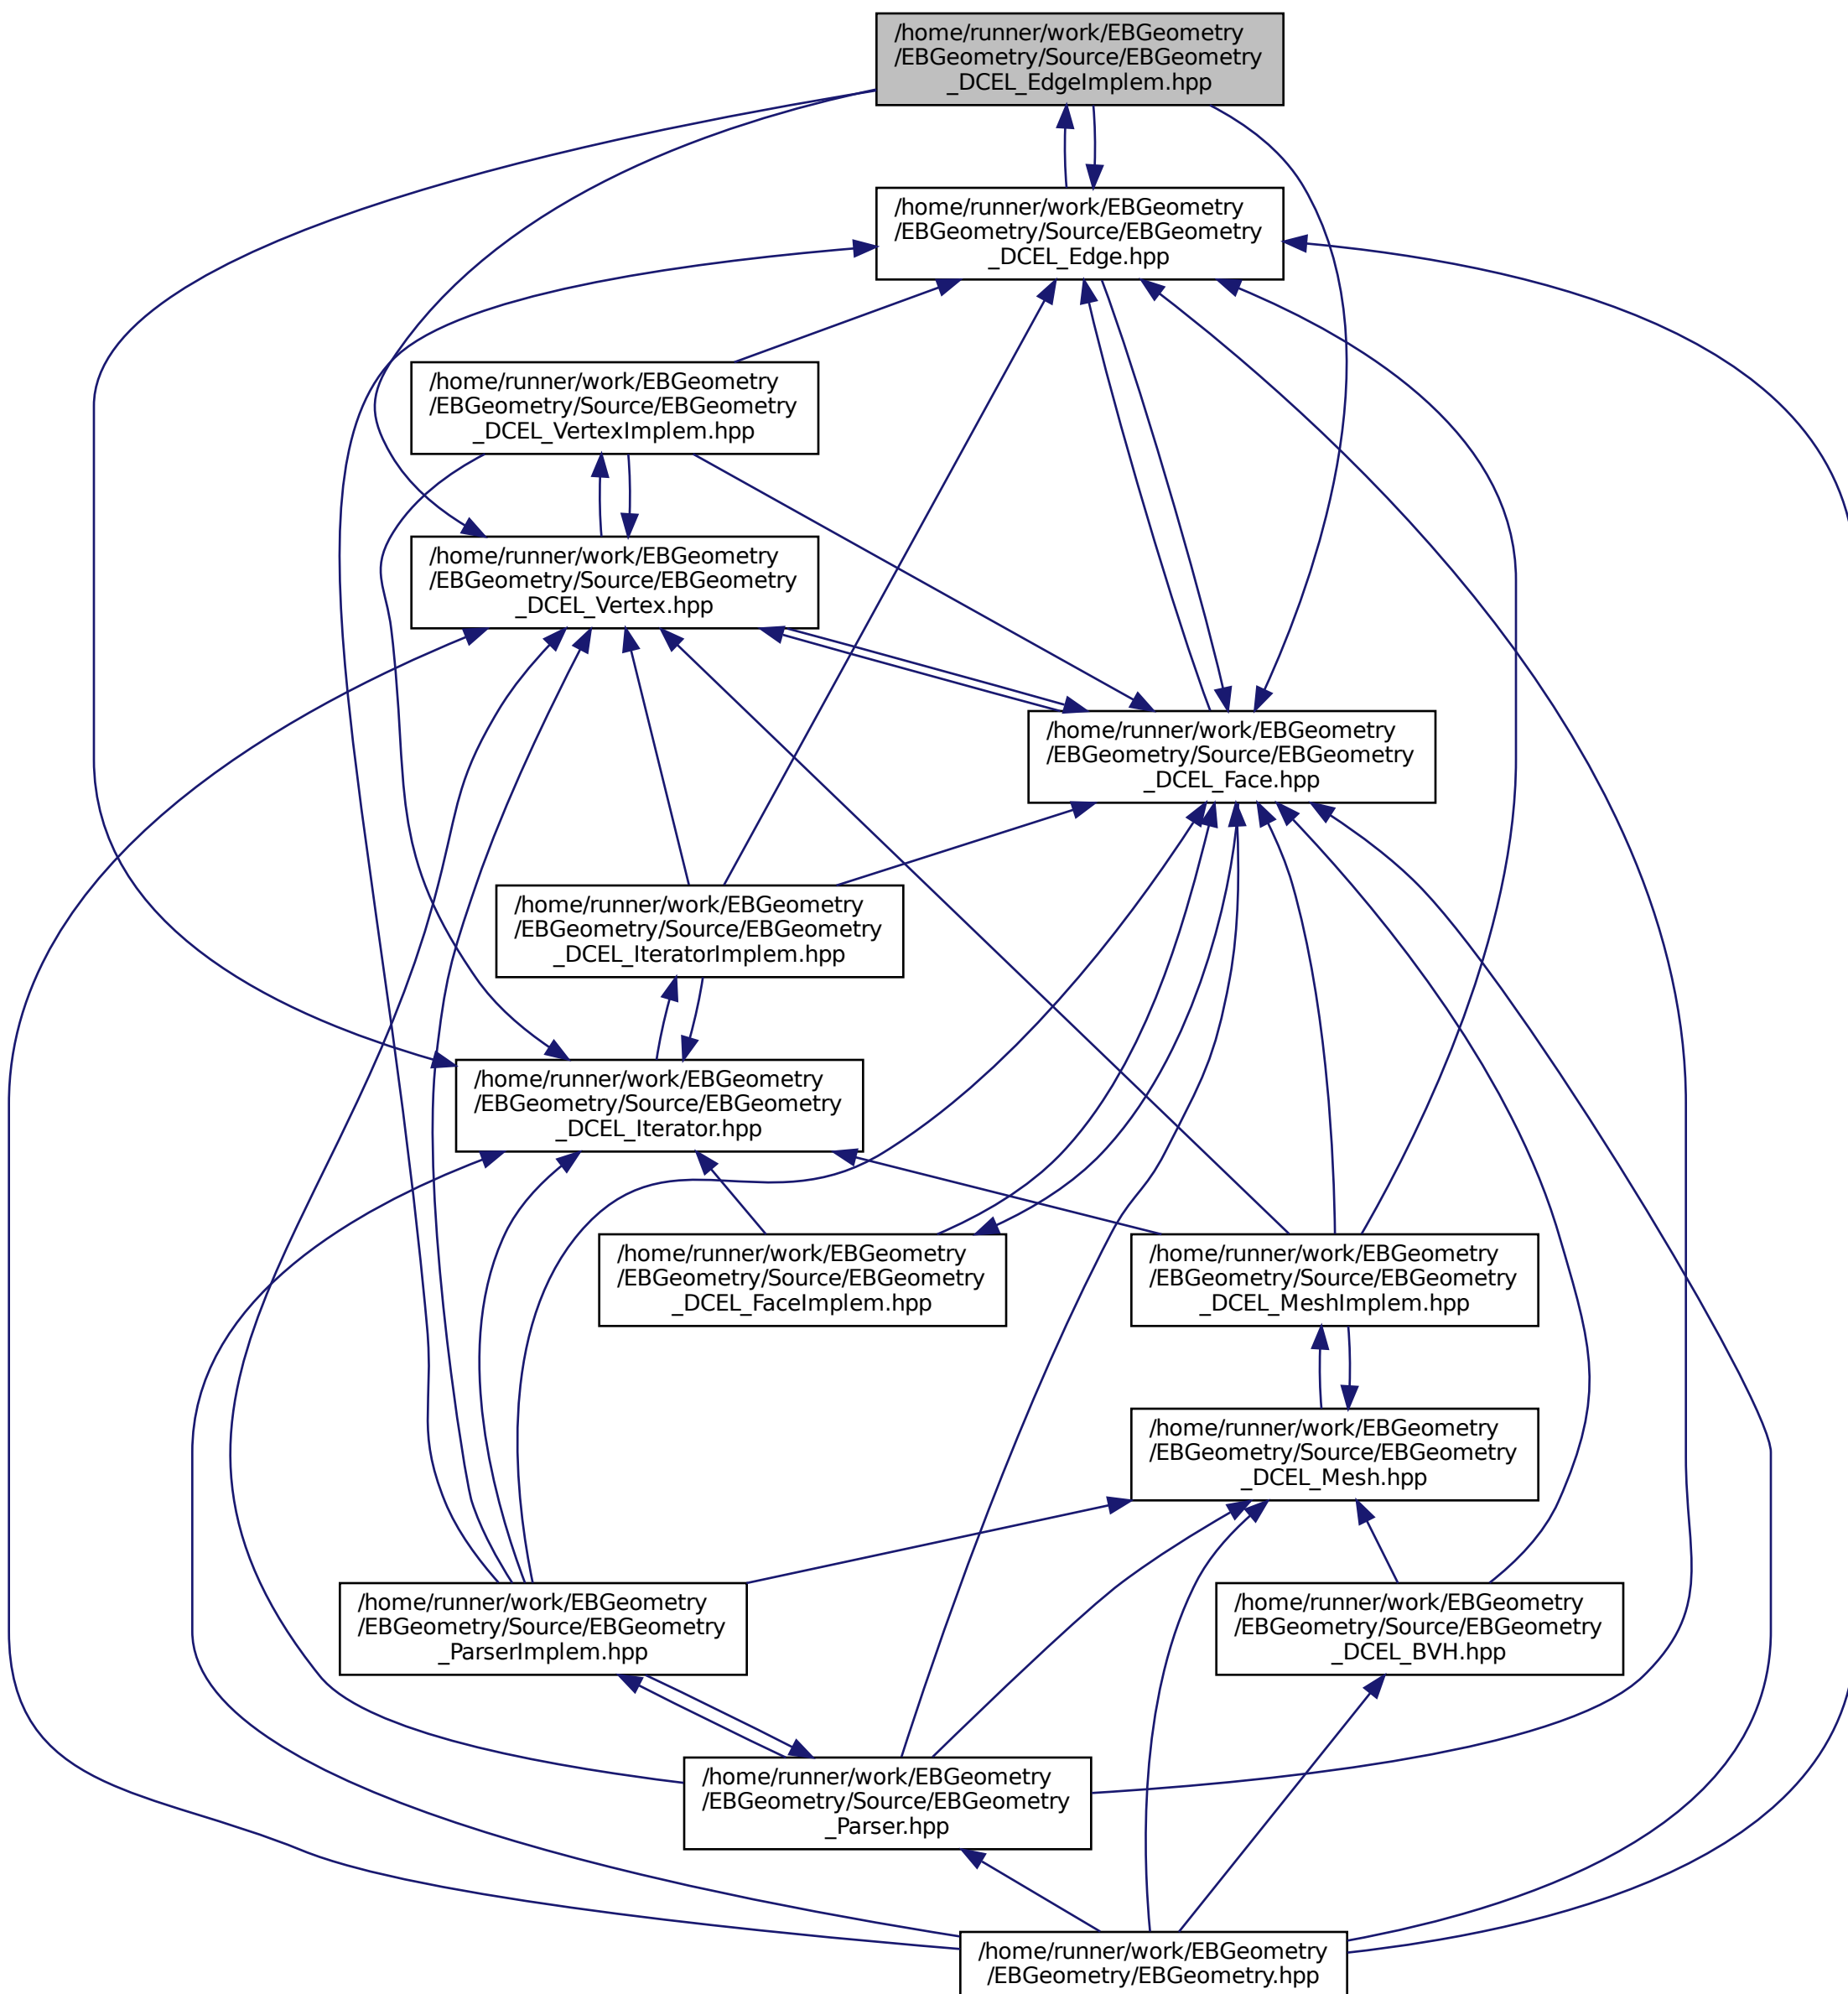 /home/runner/work/EBGeometry
/EBGeometry/Source/EBGeometry
_DCEL_EdgeImplem.hpp
/home/runner/work/EBGeometry
/EBGeometry/Source/EBGeometry
_DCEL_Edge.hpp
/home/runner/work/EBGeometry
/EBGeometry/Source/EBGeometry
_DCEL_VertexImplem.hpp
/home/runner/work/EBGeometry
/EBGeometry/Source/EBGeometry
_DCEL_Vertex.hpp
/home/runner/work/EBGeometry
/EBGeometry/Source/EBGeometry
_DCEL_Face.hpp
/home/runner/work/EBGeometry
/EBGeometry/Source/EBGeometry
_DCEL_IteratorImplem.hpp
/home/runner/work/EBGeometry
/EBGeometry/Source/EBGeometry
_DCEL_Iterator.hpp
/home/runner/work/EBGeometry
/EBGeometry/Source/EBGeometry
_DCEL_FaceImplem.hpp
/home/runner/work/EBGeometry
/EBGeometry/Source/EBGeometry
_DCEL_MeshImplem.hpp
/home/runner/work/EBGeometry
/EBGeometry/Source/EBGeometry
_DCEL_Mesh.hpp
/home/runner/work/EBGeometry
/EBGeometry/Source/EBGeometry
_ParserImplem.hpp
/home/runner/work/EBGeometry
/EBGeometry/Source/EBGeometry
_DCEL_BVH.hpp
/home/runner/work/EBGeometry
/EBGeometry/Source/EBGeometry
_Parser.hpp
/home/runner/work/EBGeometry
/EBGeometry/EBGeometry.hpp